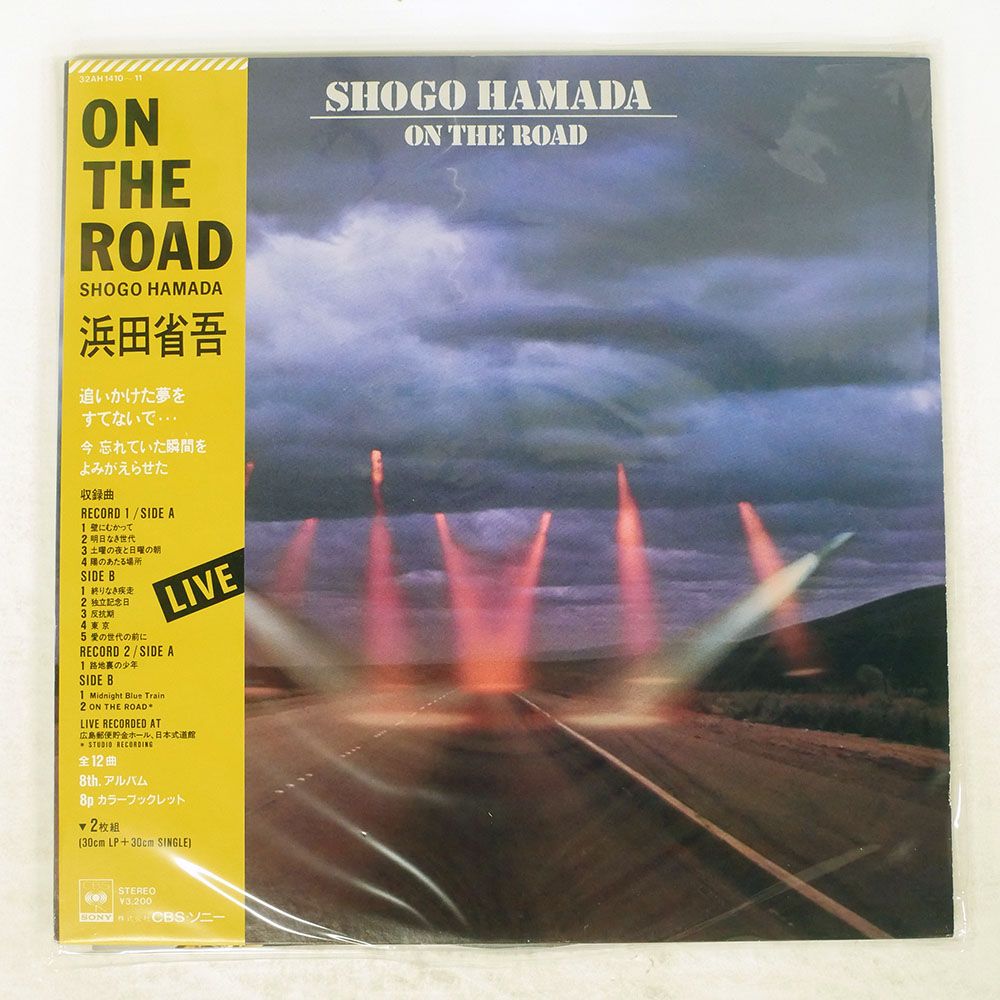 32AH 1410~11
ON
THE
ROAD
SHOGO HAMADA
浜田省吾
追いかけた夢を
すてないで・・・
今 忘れていた瞬間を
よみがえらせた
収録曲
RECORD 1/SIDE A
1 壁にむかって
2 明日なき世代
3 土曜の夜と日曜の朝
4 陽のあたる場所
SIDE B
1 終りなき疾走
2 独立記念日
3 反抗期
4 東京
5 愛の世代の前に
RECORD 2/SIDE A
1 路地裏の少年
SIDE B
1 Midnight Blue Train
2 ON THE ROAD*
LIVE RECORDED AT
広島郵便貯金ホール、日本武道館
* STUDIO RECORDING
全12曲
8th. アルバム
8p カラーブックレット
▼2枚組
(30cm LP+30cm SINGLE)
LIVE
STEREO
¥3,200
SONY
株式会社 CBS・ソニー
SHOGO HAMADA
ON THE ROAD